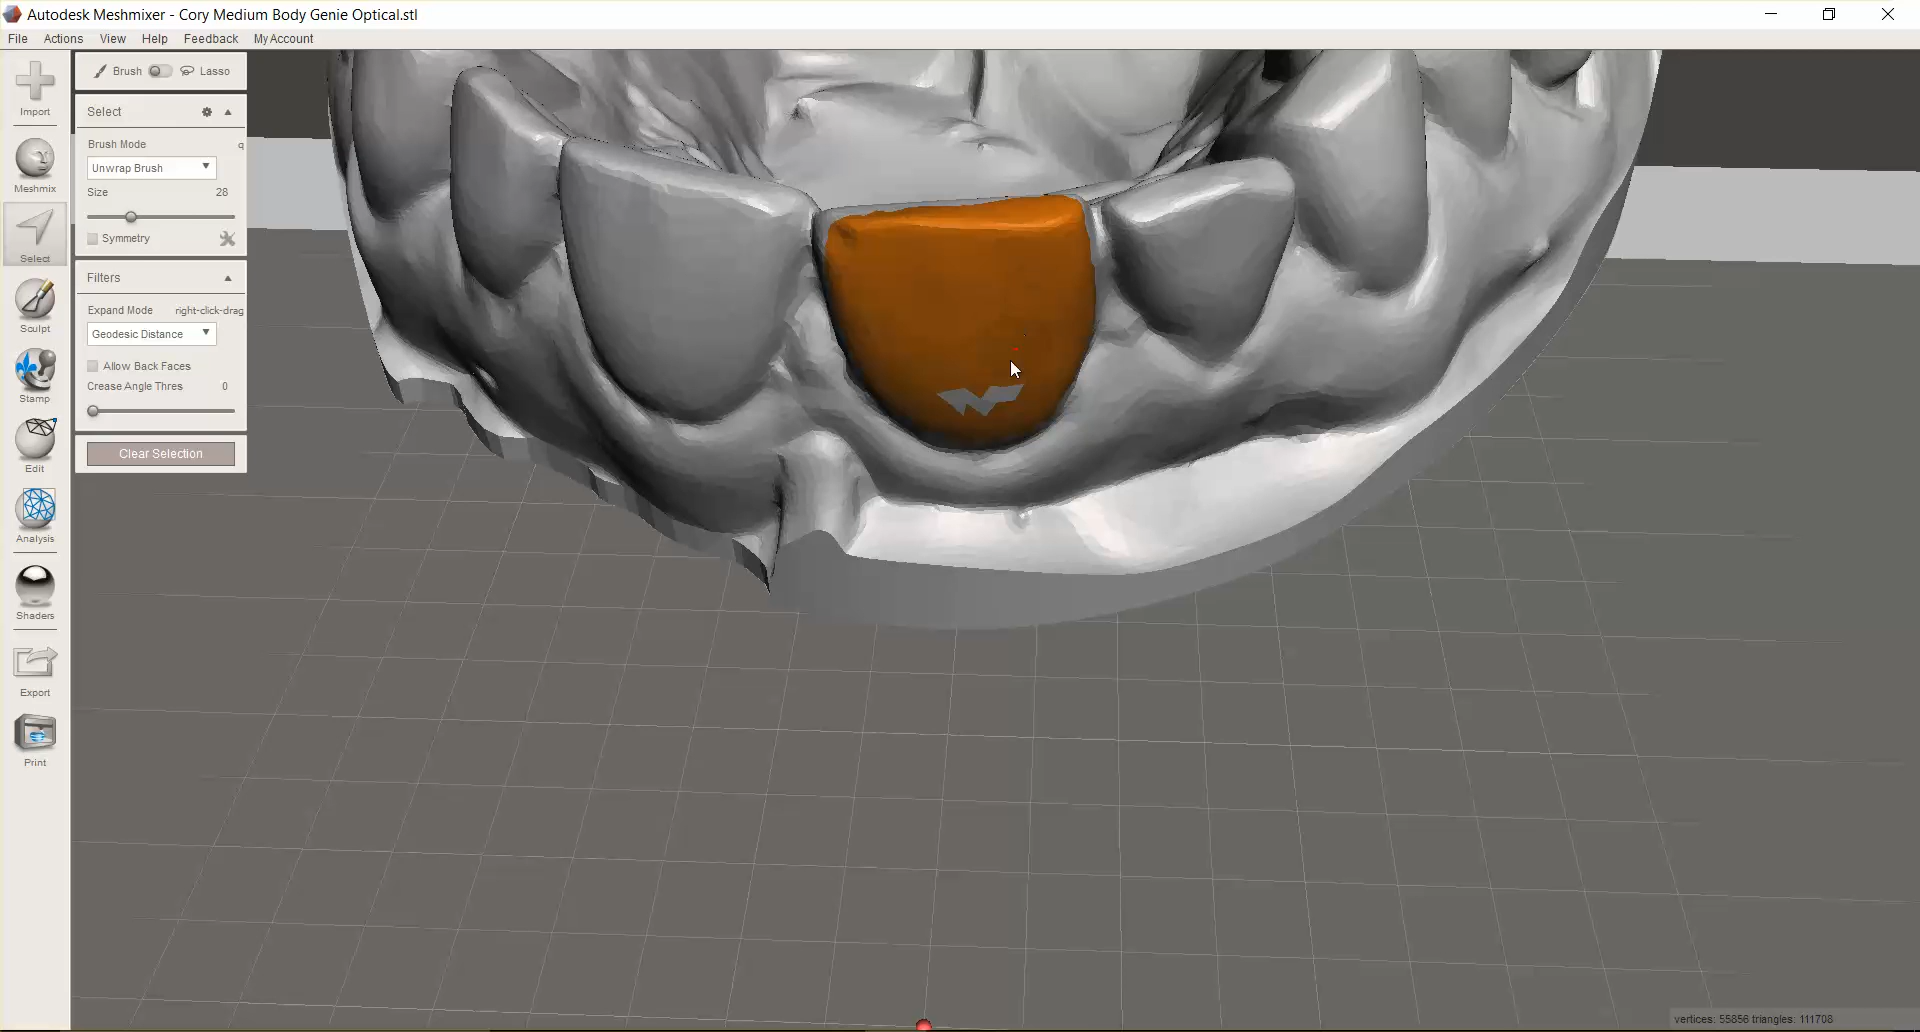 Autodesk Meshmixer - Cory Medium Body Genie Optical.stl
File Actions View Help Feedback My Account
Import
Meshmix
Select
Sculpt
Stamp
Edit
Analysis
Shaders
Export
Print
Brush Lasso
Select
Brush Mode q
Unwrap Brush
Size 28
Symmetry
Filters
Expand Mode right-click-drag
Geodesic Distance
Allow Back Faces
Crease Angle Thres 0
Clear Selection
vertices: 55856 triangles: 111708